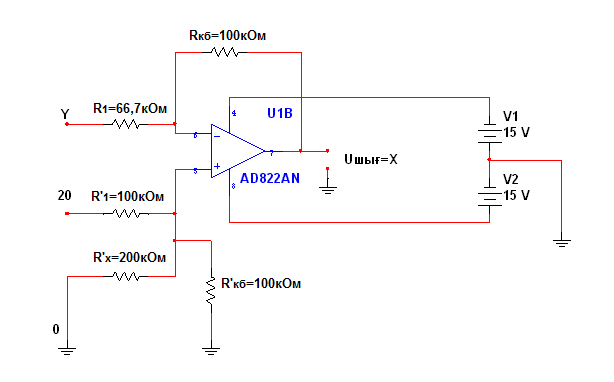 Rкб=100кОм
Y
R1=66,7кОм
U1B
4
6
5
7
8
AD822AN
V1
15 V
Uшығ=X
V2
15 V
20
R'1=100кОм
R'x=200кОм
R'кб=100кОм
0